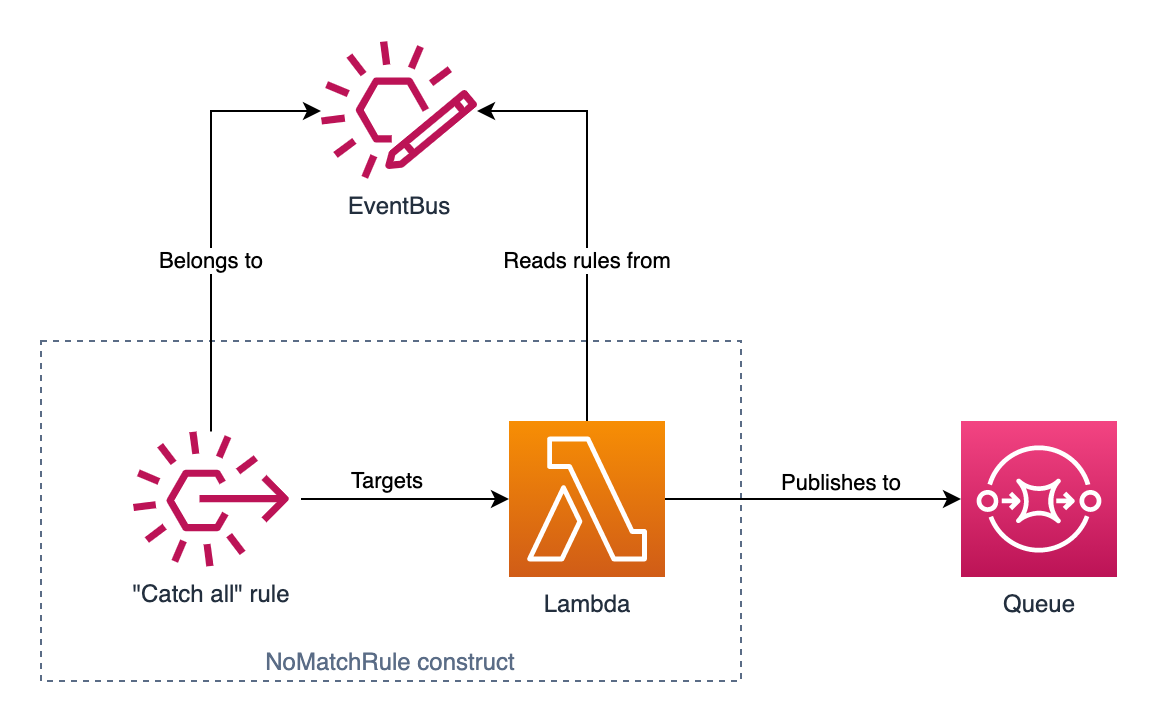 EventBus
Belongs to
Reads rules from
Targets
Publishes to
"Catch all" rule
Lambda
Queue
NoMatchRule construct